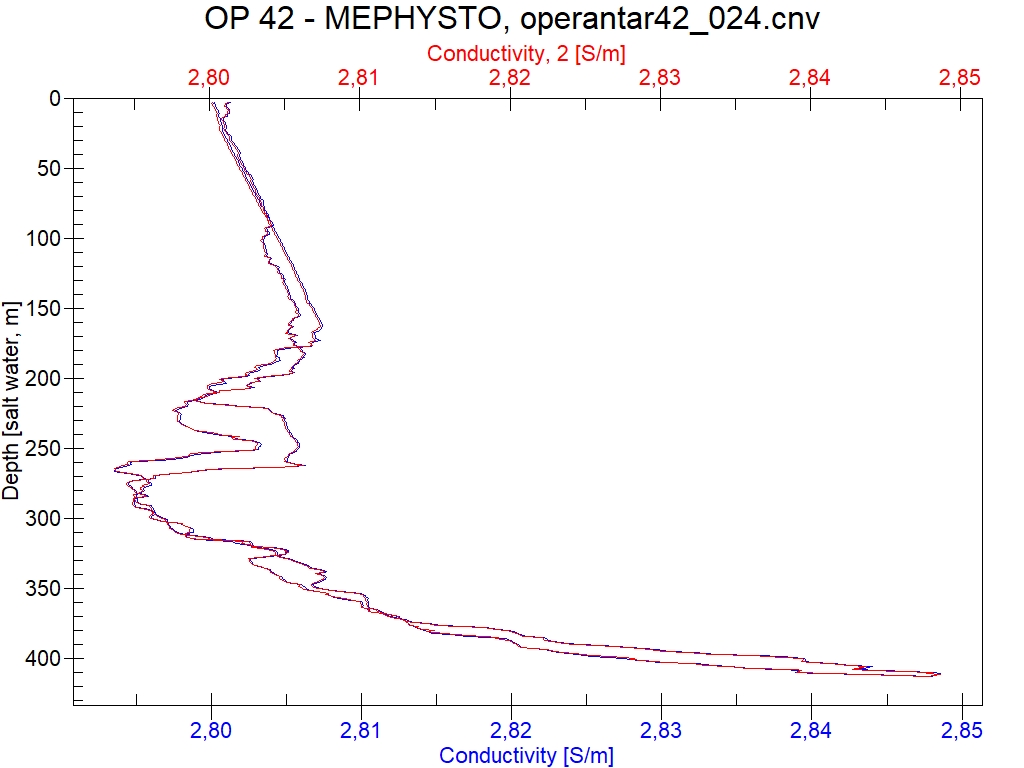 OP 42 - MEPHYSTO, operantar42_024.cnv
Conductivity, 2 [S/m]
2,80 2,81 2,82 2,83 2,84 2,85
0
50
100
150
200
250
300
350
400
Depth [salt water, m]
2,80 2,81 2,82 2,83 2,84 2,85
Conductivity [S/m]